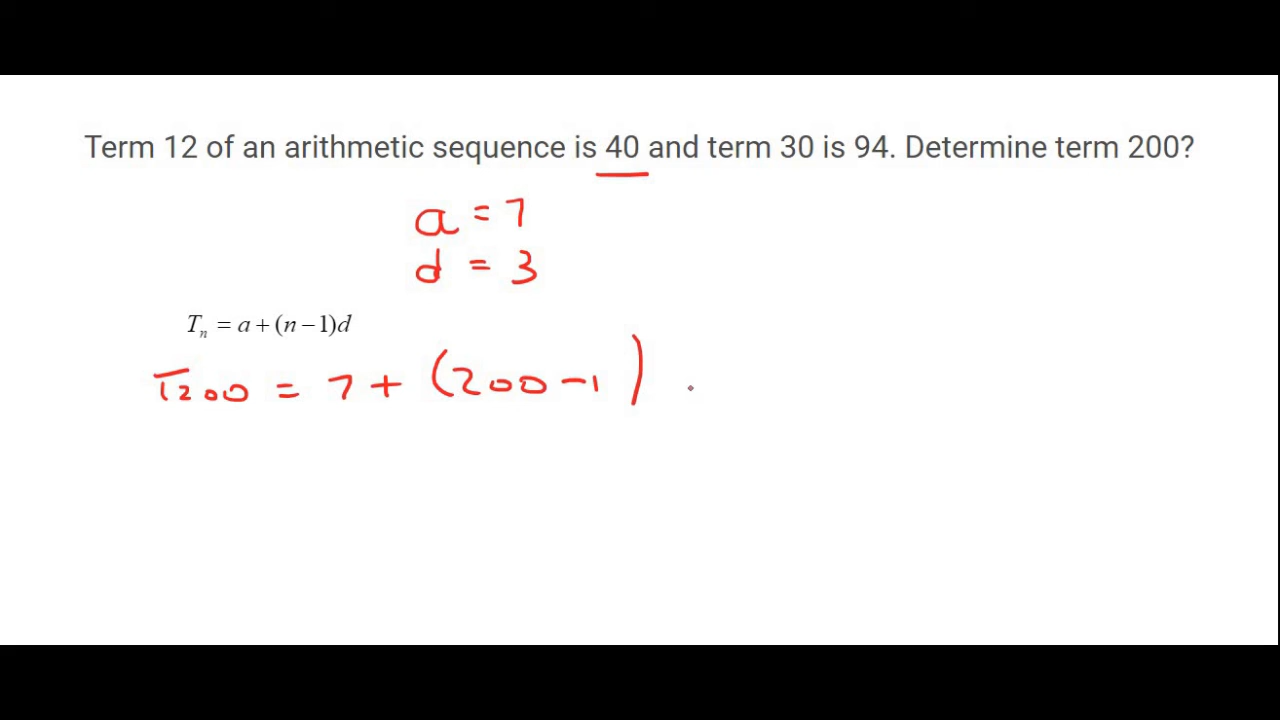 Term 12 of an arithmetic sequence is 40 and term 30 is 94. Determine term 200?
a = 7
d = 3
Tn = a + (n − 1)d
T200 = 7 + (200 − 1)